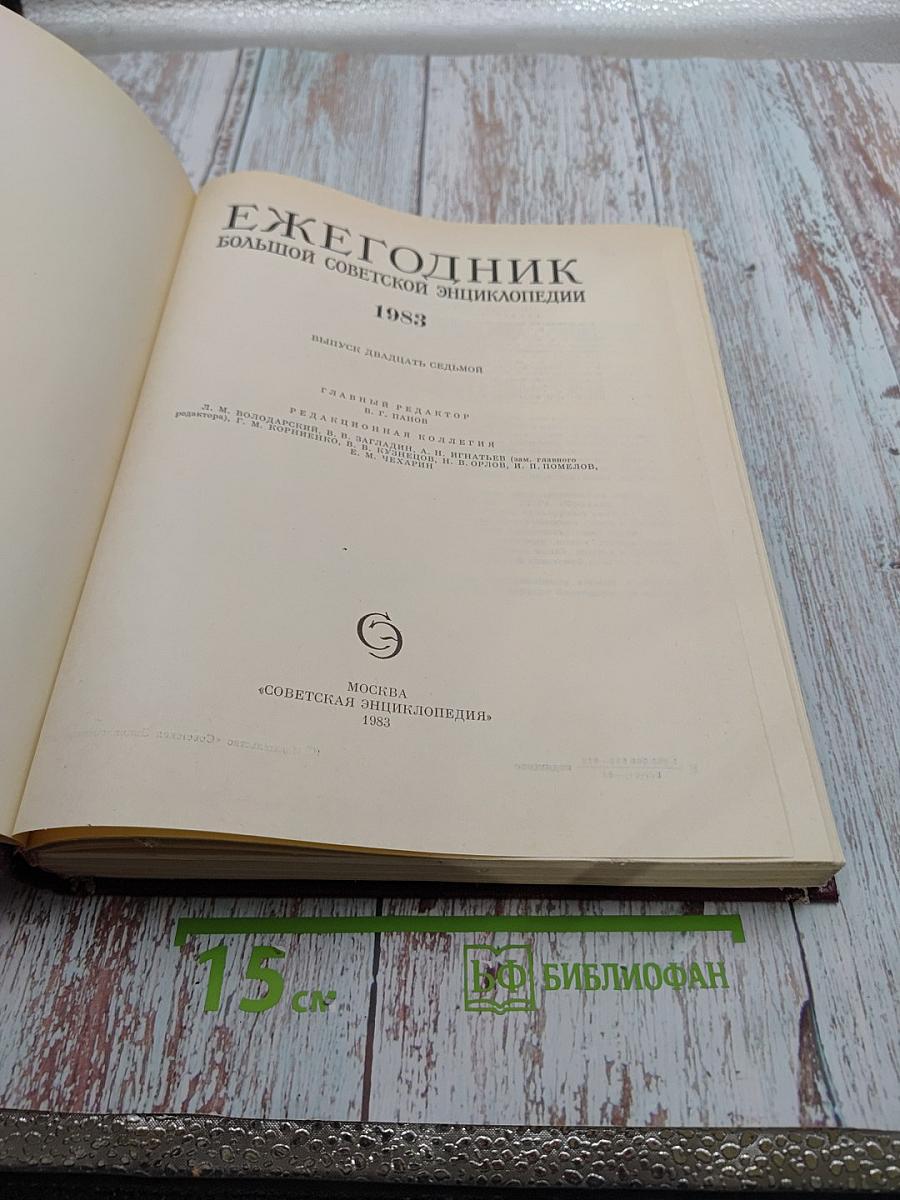 ЕЖЕГОДНИК
БОЛЬШОЙ СОВЕТСКОЙ ЭНЦИКЛОПЕДИИ
1983
ВЫПУСК ДВАДЦАТЬ СЕДЬМОЙ
ГЛАВНЫЙ РЕДАКТОР
В. Г. ПАНОВ
РЕДАКЦИОННАЯ КОЛЛЕГИЯ
Л. М. ВОЛОДАРСКИЙ, В. В. ЗАГЛАДИН, А. Н. ИГНАТЬЕВ (зам. главного
редактора), Г. М. КОРНИЕНКО, В. В. КУЗНЕЦОВ, Н. В. ОРЛОВ, И. П. ПОМЕЛОВ,
Е. М. ЧЕХАРИН
СЭ
МОСКВА
«СОВЕТСКАЯ ЭНЦИКЛОПЕДИЯ»
1983
15 см
БФ БИБЛИОФАН